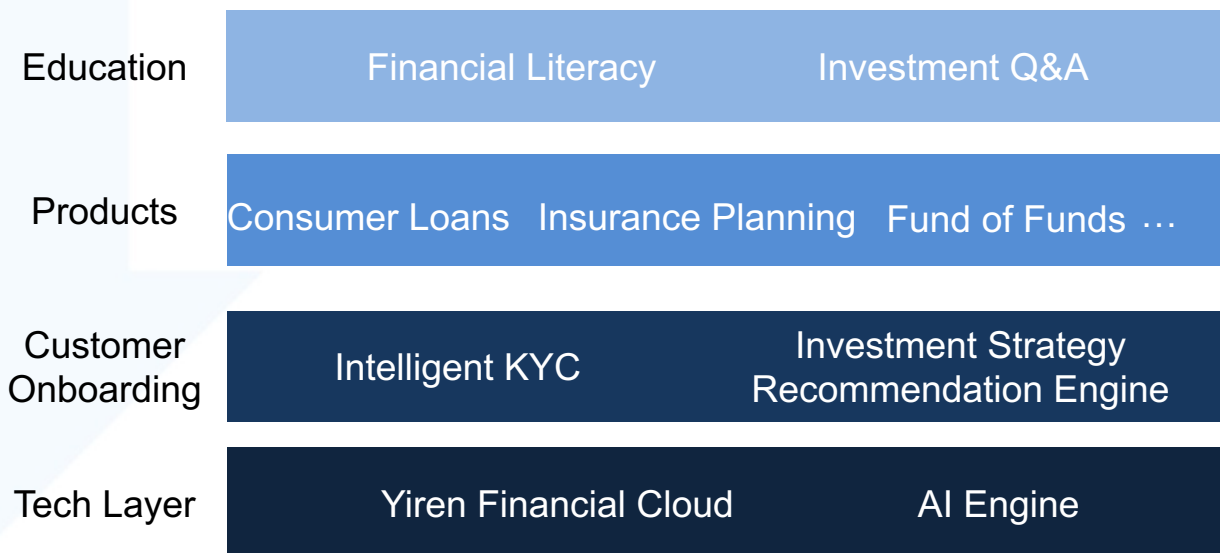 Education
Financial Literacy
Investment Q&A
Products
Consumer Loans
Insurance Planning
Fund of Funds ...
Customer
Onboarding
Intelligent KYC
Investment Strategy
Recommendation Engine
Tech Layer
Yiren Financial Cloud
AI Engine